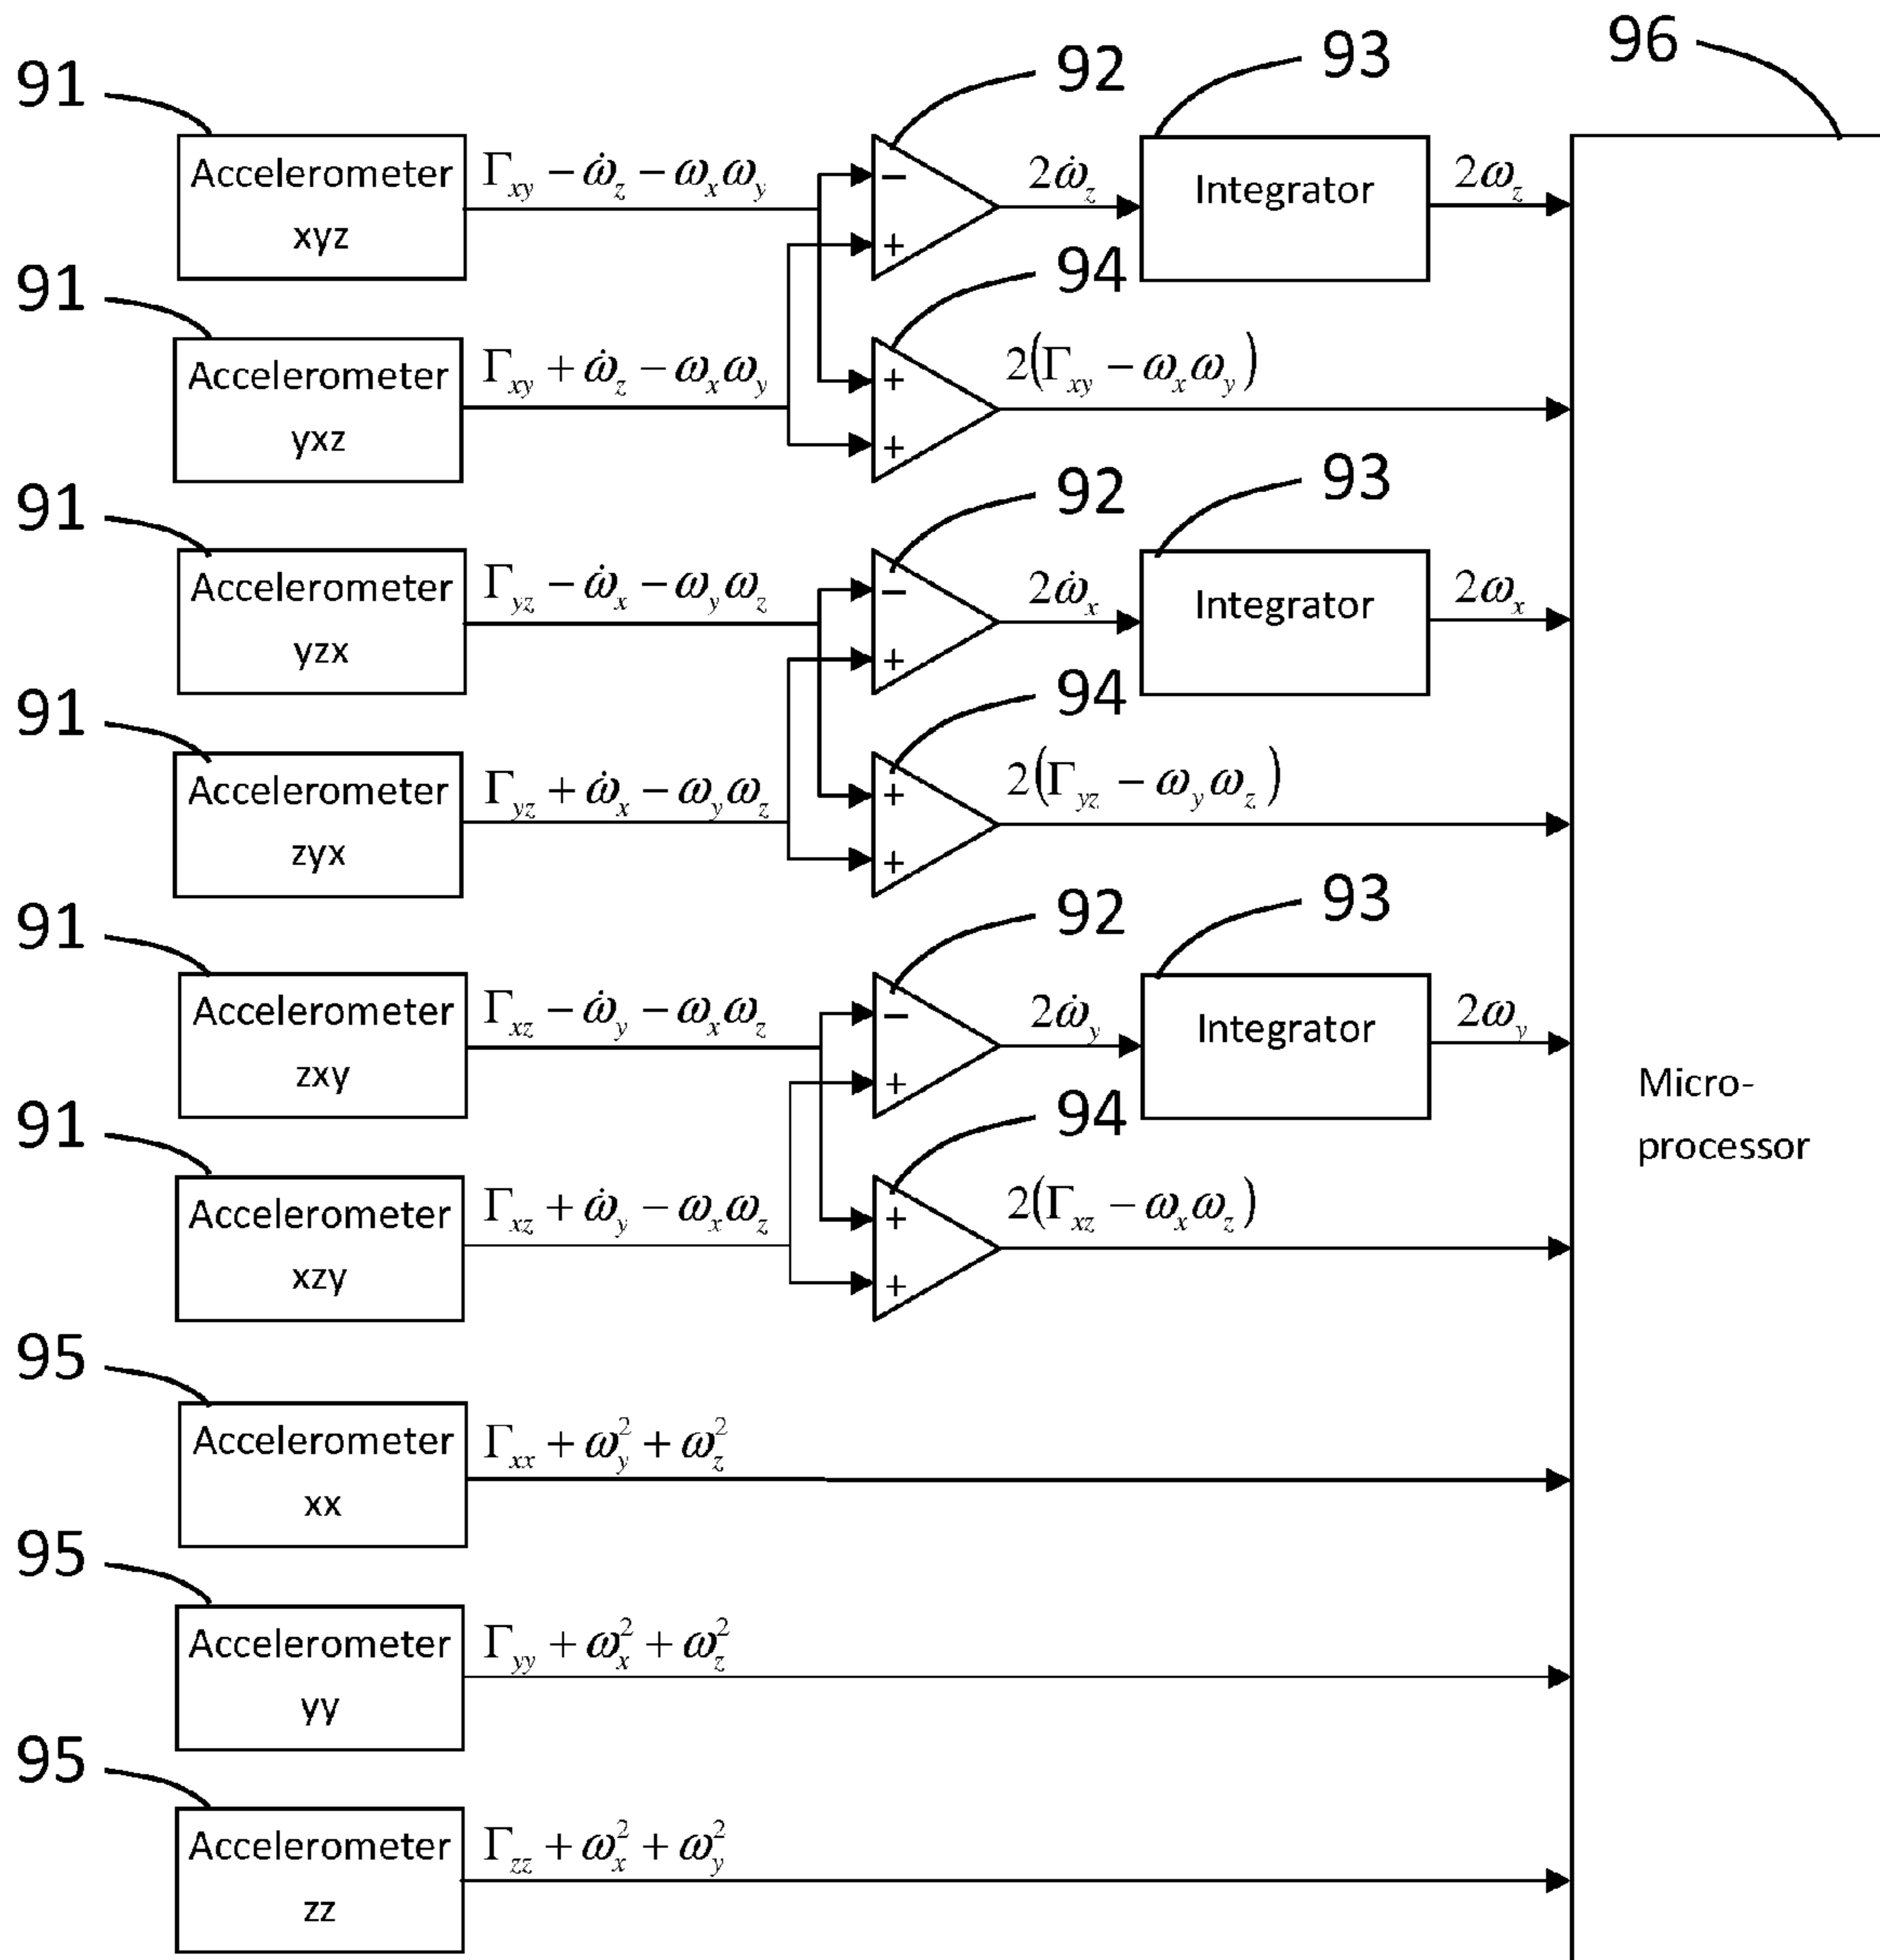 92 93 96
91
Accelerometer xyz Γxy − ω̇z − ωxωy − + 2ω̇z Integrator 2ωz
91 94
Accelerometer yxz Γxy + ω̇z − ωxωy + + 2(Γxy − ωxωy)
91 92 93
Accelerometer yzx Γyz − ω̇x − ωyωz − + 2ω̇x Integrator 2ωx
91 94
Accelerometer zyx Γyz + ω̇x − ωyωz + + 2(Γyz − ωyωz)
91 92 93
Accelerometer zxy Γxz − ω̇y − ωxωz − + 2ω̇y Integrator 2ωy
Micro-
processor
91 94
Accelerometer xzy Γxz + ω̇y − ωxωz + + 2(Γxz − ωxωz)
95
Accelerometer xx Γxx + ωy² + ωz²
95
Accelerometer yy Γyy + ωx² + ωz²
95
Accelerometer zz Γzz + ωx² + ωy²